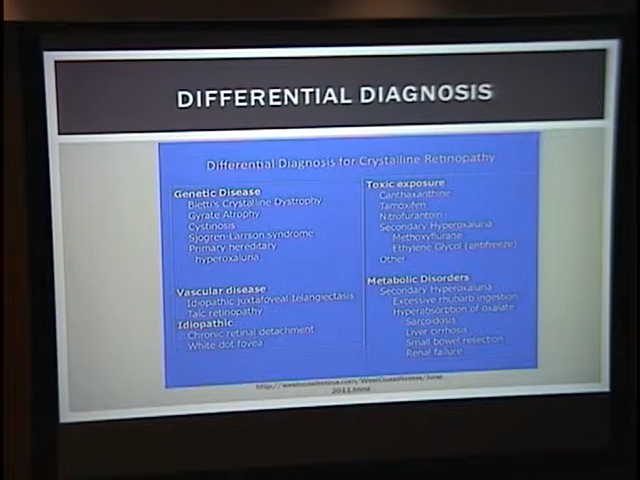 DIFFERENTIAL DIAGNOSIS
Differential Diagnosis for Crystalline Retinopathy
Genetic Disease
Bietti's Crystalline Dystrophy
Gyrate Atrophy
Cystinosis
Sjogren-Larrson syndrome
Primary hereditary
hyperoxaluria
Vascular disease
Idiopathic juxtafoveal telangiectasis
Talc retinopathy
Idiopathic
Chronic retinal detachment
White dot fovea
Toxic exposure
Canthaxanthine
Tamoxifen
Nitrofurantoin
Secondary Hyperoxaluria
Methoxyflurane
Ethylene Glycol (antifreeze)
Other
Metabolic Disorders
Secondary Hyperoxaluria
Excessive rhubarb ingestion
Hyperabsorption of oxalate
Sarcoidosis
Liver cirrhosis
Small bowel resection
Renal failure
2011.html